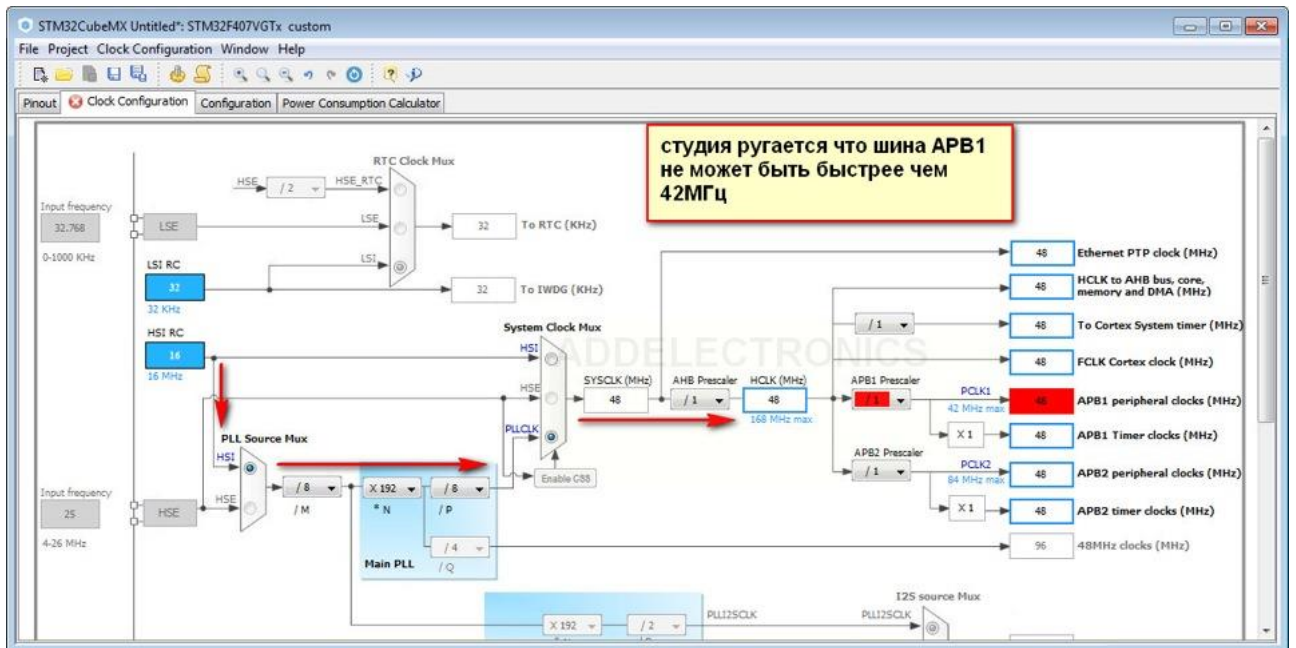 STM32CubeMX Untitled*: STM32F407VGTx custom
File Project Clock Configuration Window Help
Pinout Clock Configuration Configuration Power Consumption Calculator
студия ругается что шина APB1
не может быть быстрее чем
42МГц
RTC Clock Mux
HSE / 2 HSE_RTC
Input frequency
32.768
0-1000 KHz
LSE
LSE
32 To RTC (KHz)
LSI RC
32
32 KHz
LSI
32 To IWDG (KHz)
HSI RC
16
16 MHz
48 Ethernet PTP clock (MHz)
48 HCLK to AHB bus, core,
memory and DMA (MHz)
/ 1 48 To Cortex System timer (MHz)
48 FCLK Cortex clock (MHz)
System Clock Mux
HSI
HSE
PLLCLK
Enable CSS
ADDELECTRONICS
SYSCLK (MHz) AHB Prescaler HCLK (MHz) APB1 Prescaler
48 / 1 48 / 1
168 MHz max
PCLK1
42 MHz max
48 APB1 peripheral clocks (MHz)
X 1 48 APB1 Timer clocks (MHz)
APB2 Prescaler
/ 1
PCLK2
84 MHz max
48 APB2 peripheral clocks (MHz)
X 1 48 APB2 timer clocks (MHz)
96 48MHz clocks (MHz)
PLL Source Mux
HSI
HSE
Input frequency
25
4-26 MHz
HSE
/ 8
/ M
X 192 / 8
* N / P
/ 4
/ Q
Main PLL
X 192 / 2 PLLI2SCLK
I2S source Mux
PLLI2SCLK